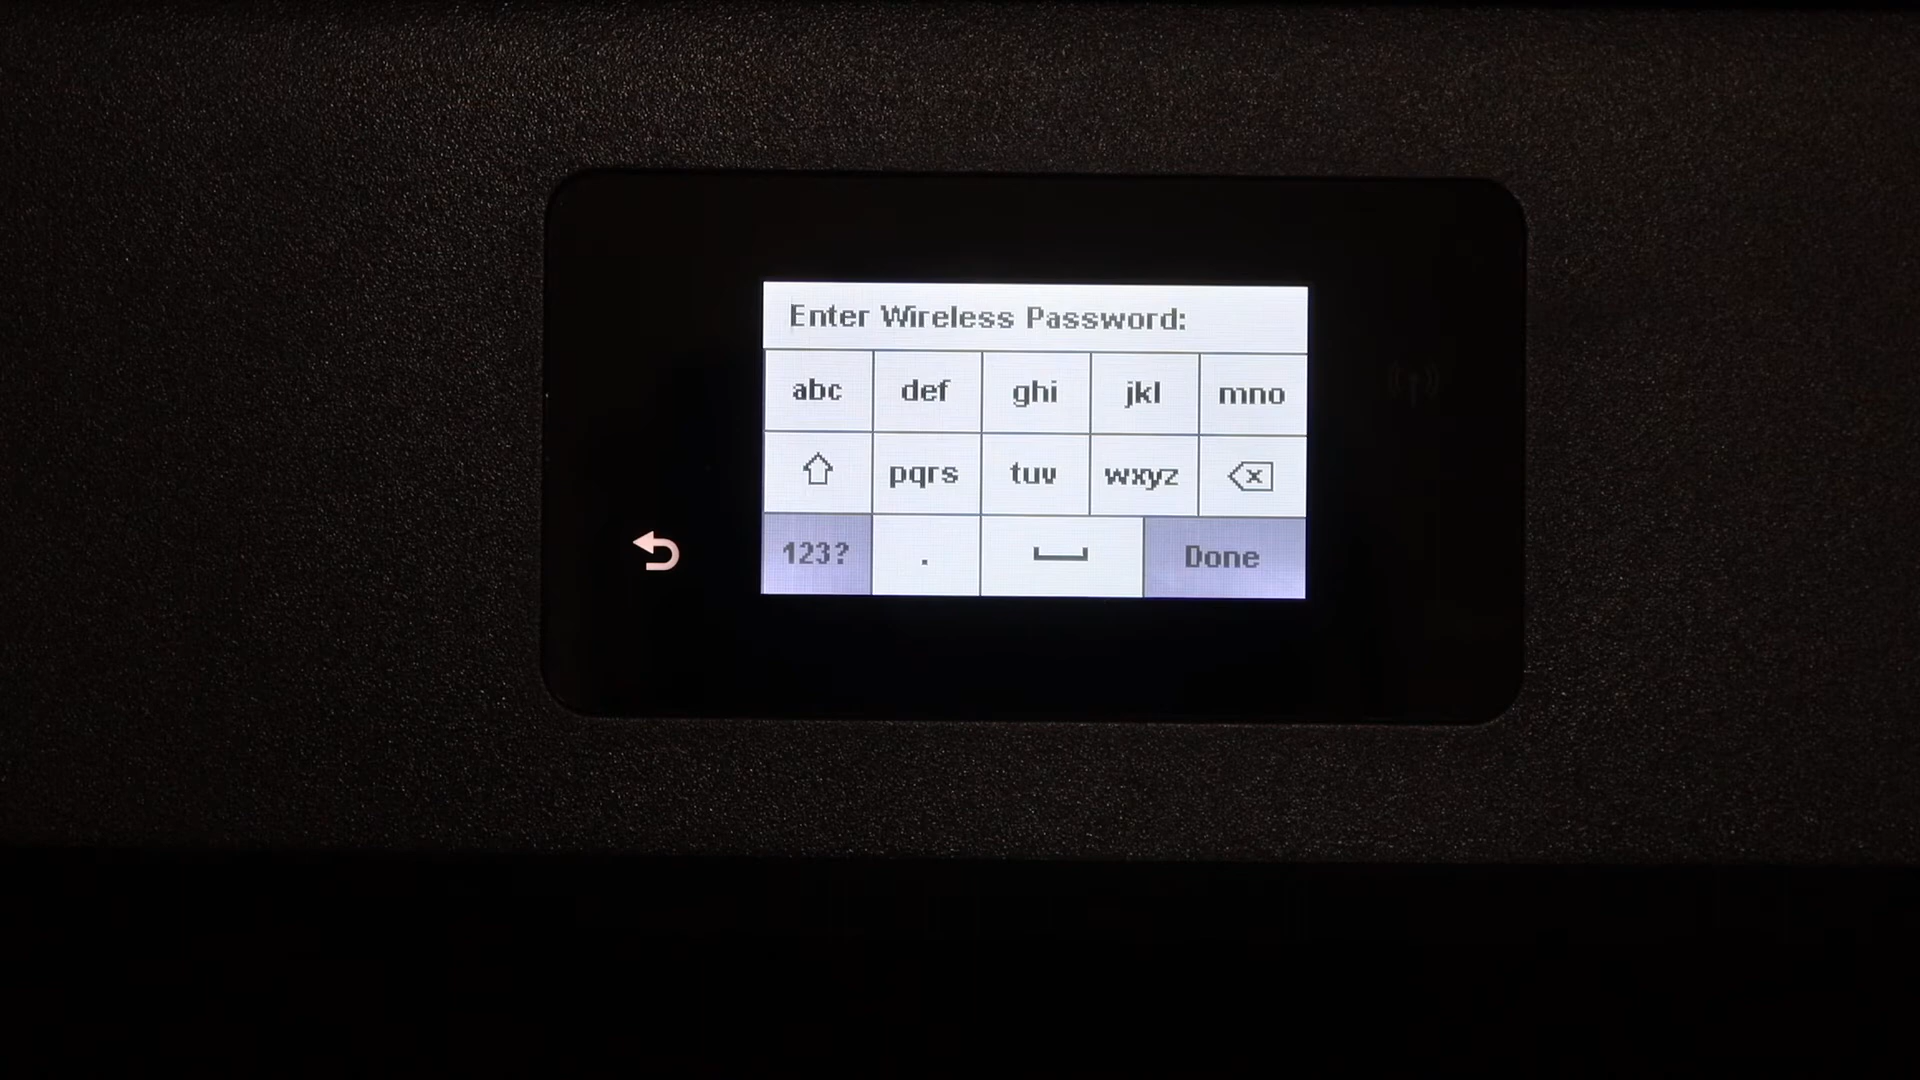 Enter Wireless Password:
abc def ghi jkl mno
pqrs tuv wxyz
123? . Done